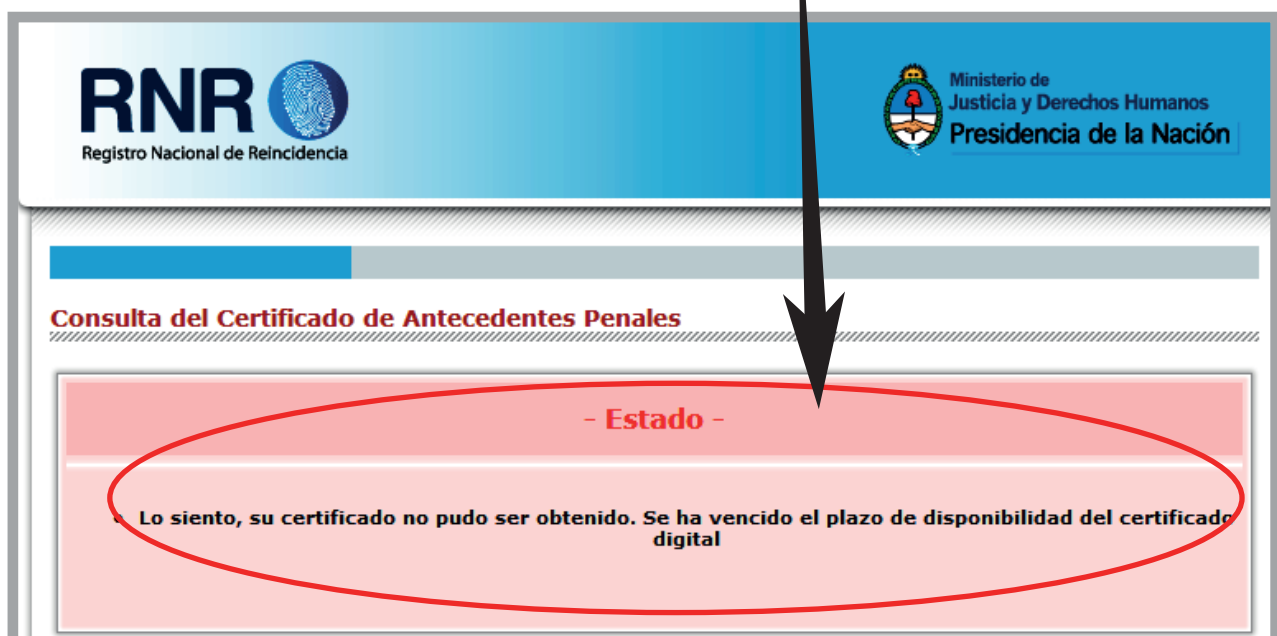 RNR
Registro Nacional de Reincidencia
Ministerio de
Justicia y Derechos Humanos
Presidencia de la Nación
Consulta del Certificado de Antecedentes Penales
- Estado -
Lo siento, su certificado no pudo ser obtenido. Se ha vencido el plazo de disponibilidad del certificado
digital